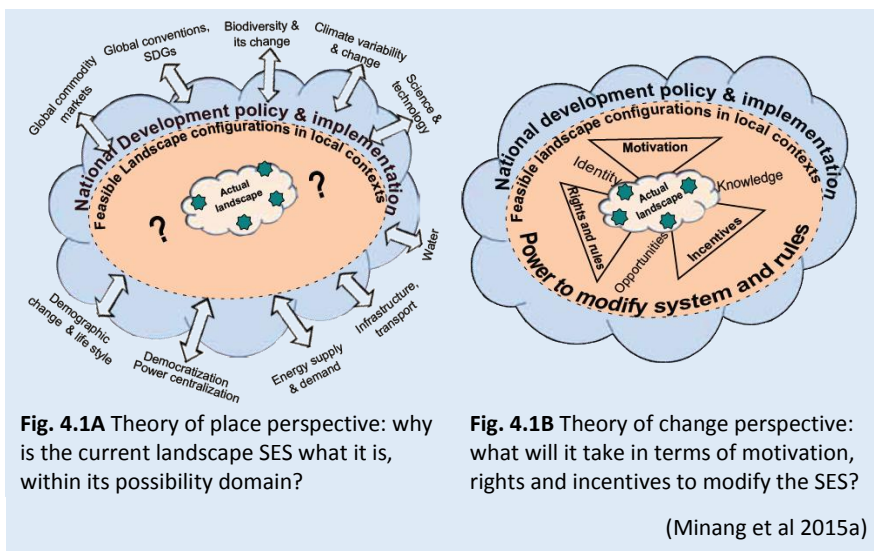 Global commodity
markets
Global conventions,
SDGs
Biodiversity &
its change
Climate variability
& change
Science &
technology
National Development policy & implementation
Feasible Landscape configurations in local contexts
Actual
landscape
?
?
Water
Infrastructure,
transport
Energy supply
& demand
Democratization
Power centralization
Demographic
change & life style
Fig. 4.1A Theory of place perspective: why
is the current landscape SES what it is,
within its possibility domain?
National development policy & implementation
Feasible landscape configurations in local contexts
Motivation
Identity
Knowledge
Actual
landscape
Rights and rules
Opportunities
Incentives
Power to modify system and rules
Fig. 4.1B Theory of change perspective:
what will it take in terms of motivation,
rights and incentives to modify the SES?
(Minang et al 2015a)